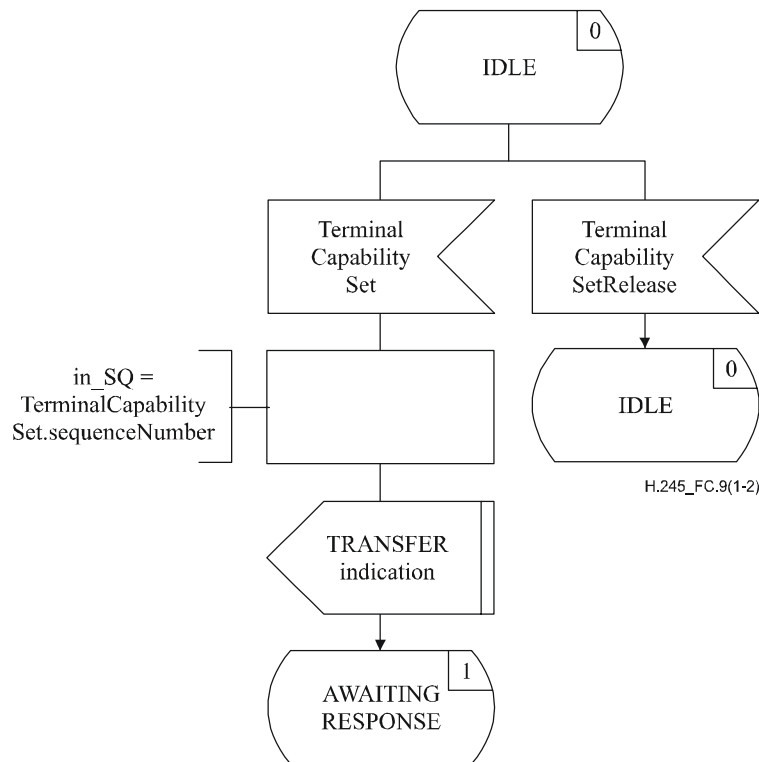 0
IDLE
Terminal
Capability
Set
Terminal
Capability
SetRelease
in_SQ =
TerminalCapability
Set.sequenceNumber
0
IDLE
H.245_FC.9(1-2)
TRANSFER
indication
1
AWAITING
RESPONSE